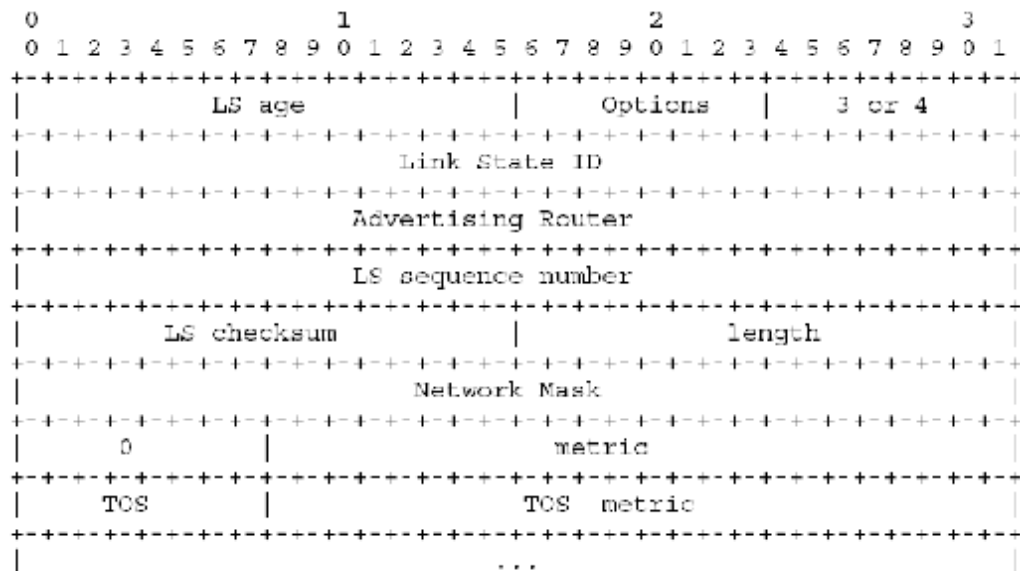 0 1 2 3
0 1 2 3 4 5 6 7 8 9 0 1 2 3 4 5 6 7 8 9 0 1 2 3 4 5 6 7 8 9 0 1
+-+-+-+-+-+-+-+-+-+-+-+-+-+-+-+-+-+-+-+-+-+-+-+-+-+-+-+-+-+-+-+-+
| LS age | Options | 3 or 4 |
+-+-+-+-+-+-+-+-+-+-+-+-+-+-+-+-+-+-+-+-+-+-+-+-+-+-+-+-+-+-+-+-+
| Link State ID |
+-+-+-+-+-+-+-+-+-+-+-+-+-+-+-+-+-+-+-+-+-+-+-+-+-+-+-+-+-+-+-+-+
| Advertising Router |
+-+-+-+-+-+-+-+-+-+-+-+-+-+-+-+-+-+-+-+-+-+-+-+-+-+-+-+-+-+-+-+-+
| LS sequence number |
+-+-+-+-+-+-+-+-+-+-+-+-+-+-+-+-+-+-+-+-+-+-+-+-+-+-+-+-+-+-+-+-+
| LS checksum | length |
+-+-+-+-+-+-+-+-+-+-+-+-+-+-+-+-+-+-+-+-+-+-+-+-+-+-+-+-+-+-+-+-+
| Network Mask |
+-+-+-+-+-+-+-+-+-+-+-+-+-+-+-+-+-+-+-+-+-+-+-+-+-+-+-+-+-+-+-+-+
| 0 | metric |
+-+-+-+-+-+-+-+-+-+-+-+-+-+-+-+-+-+-+-+-+-+-+-+-+-+-+-+-+-+-+-+-+
| TOS | TOS metric |
+-+-+-+-+-+-+-+-+-+-+-+-+-+-+-+-+-+-+-+-+-+-+-+-+-+-+-+-+-+-+-+-+
| ... |